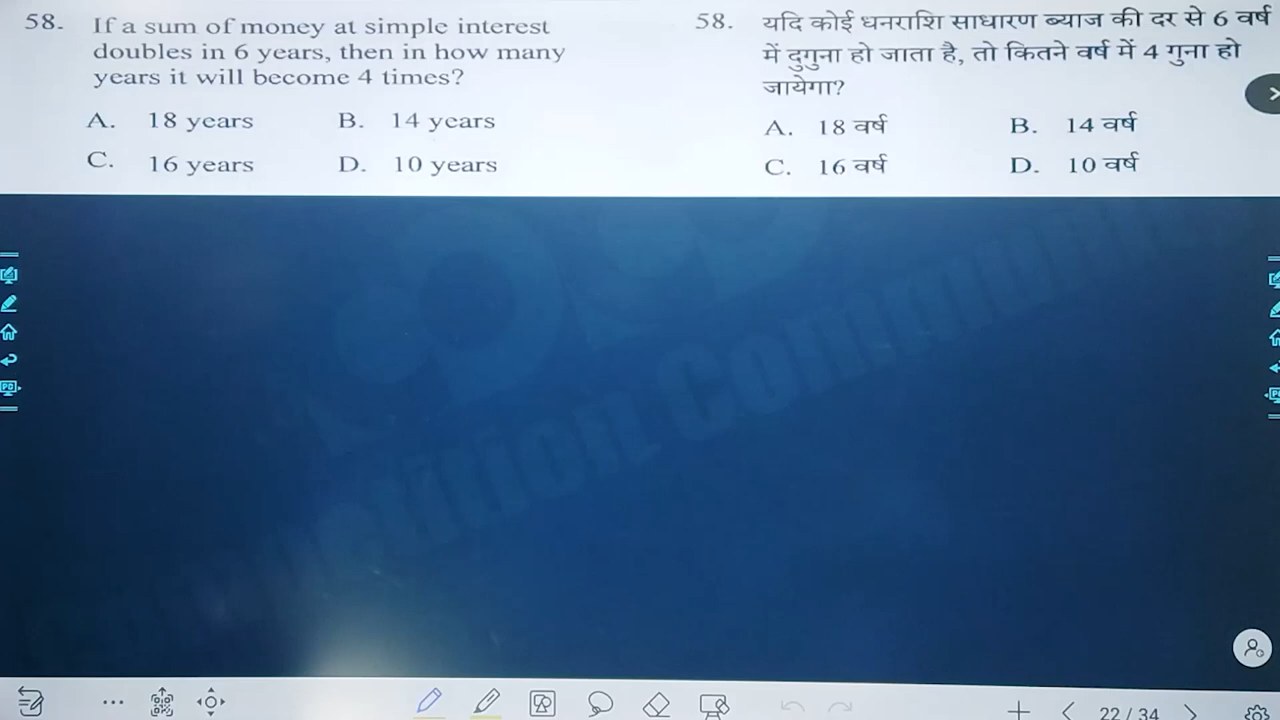 58. If a sum of money at simple interest
doubles in 6 years, then in how many
years it will become 4 times?
A. 18 years B. 14 years
C. 16 years D. 10 years
58. यदि कोई धनराशि साधारण ब्याज की दर से 6 वर्ष
में दुगुना हो जाता है, तो कितने वर्ष में 4 गुना हो
जायेगा?
A. 18 वर्ष B. 14 वर्ष
C. 16 वर्ष D. 10 वर्ष
22 / 34